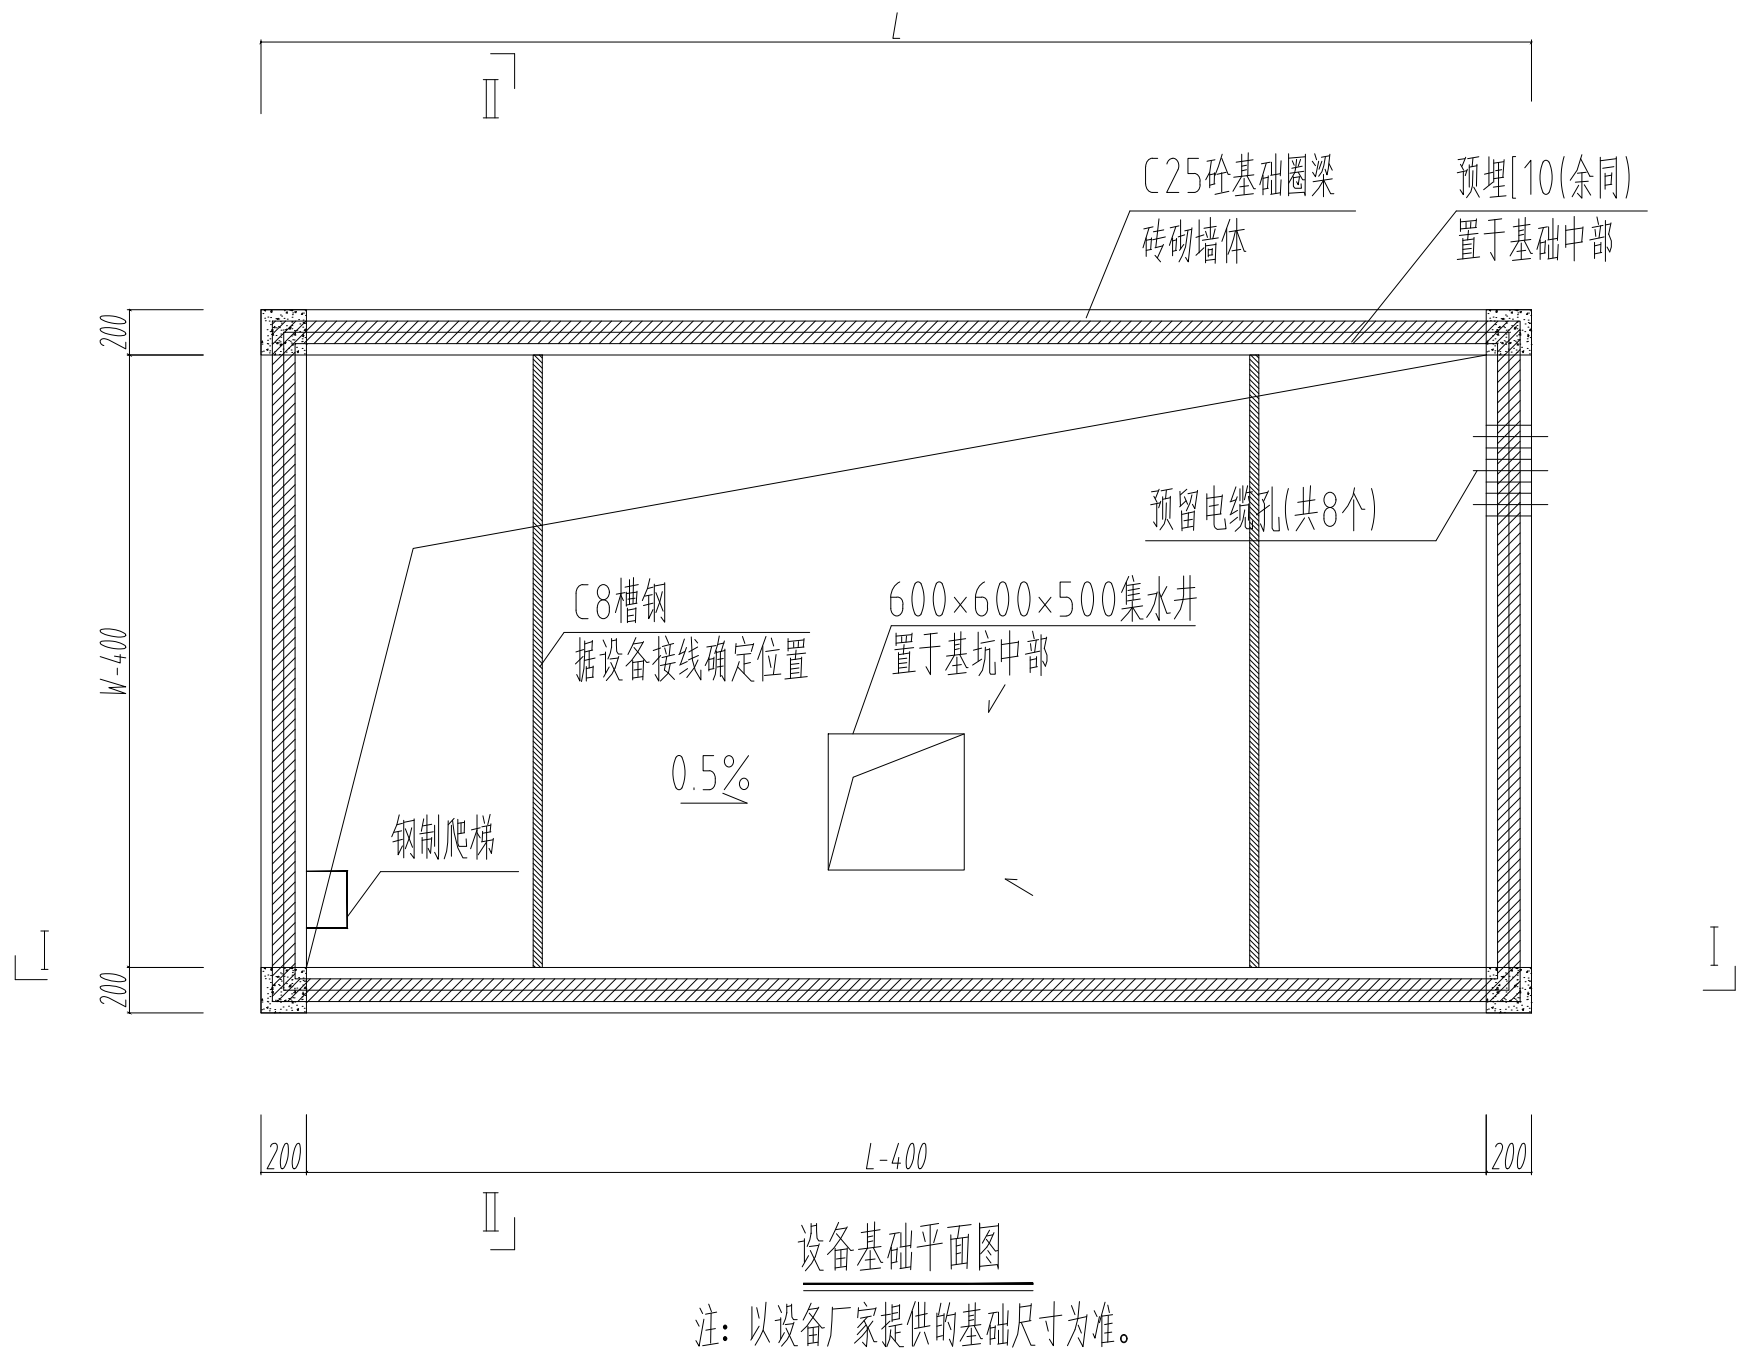 L
Ⅱ
C25砼基础圈梁
砖砌墙体
预埋[10(余同)
置于基础中部
200
预留电缆孔(共8个)
C8槽钢
据设备接线确定位置
600×600×500集水井
置于基坑中部
W-400
0.5%
钢制爬梯
Ⅰ
Ⅰ
200
200
L-400
200
Ⅱ
设备基础平面图
注：以设备厂家提供的基础尺寸为准。